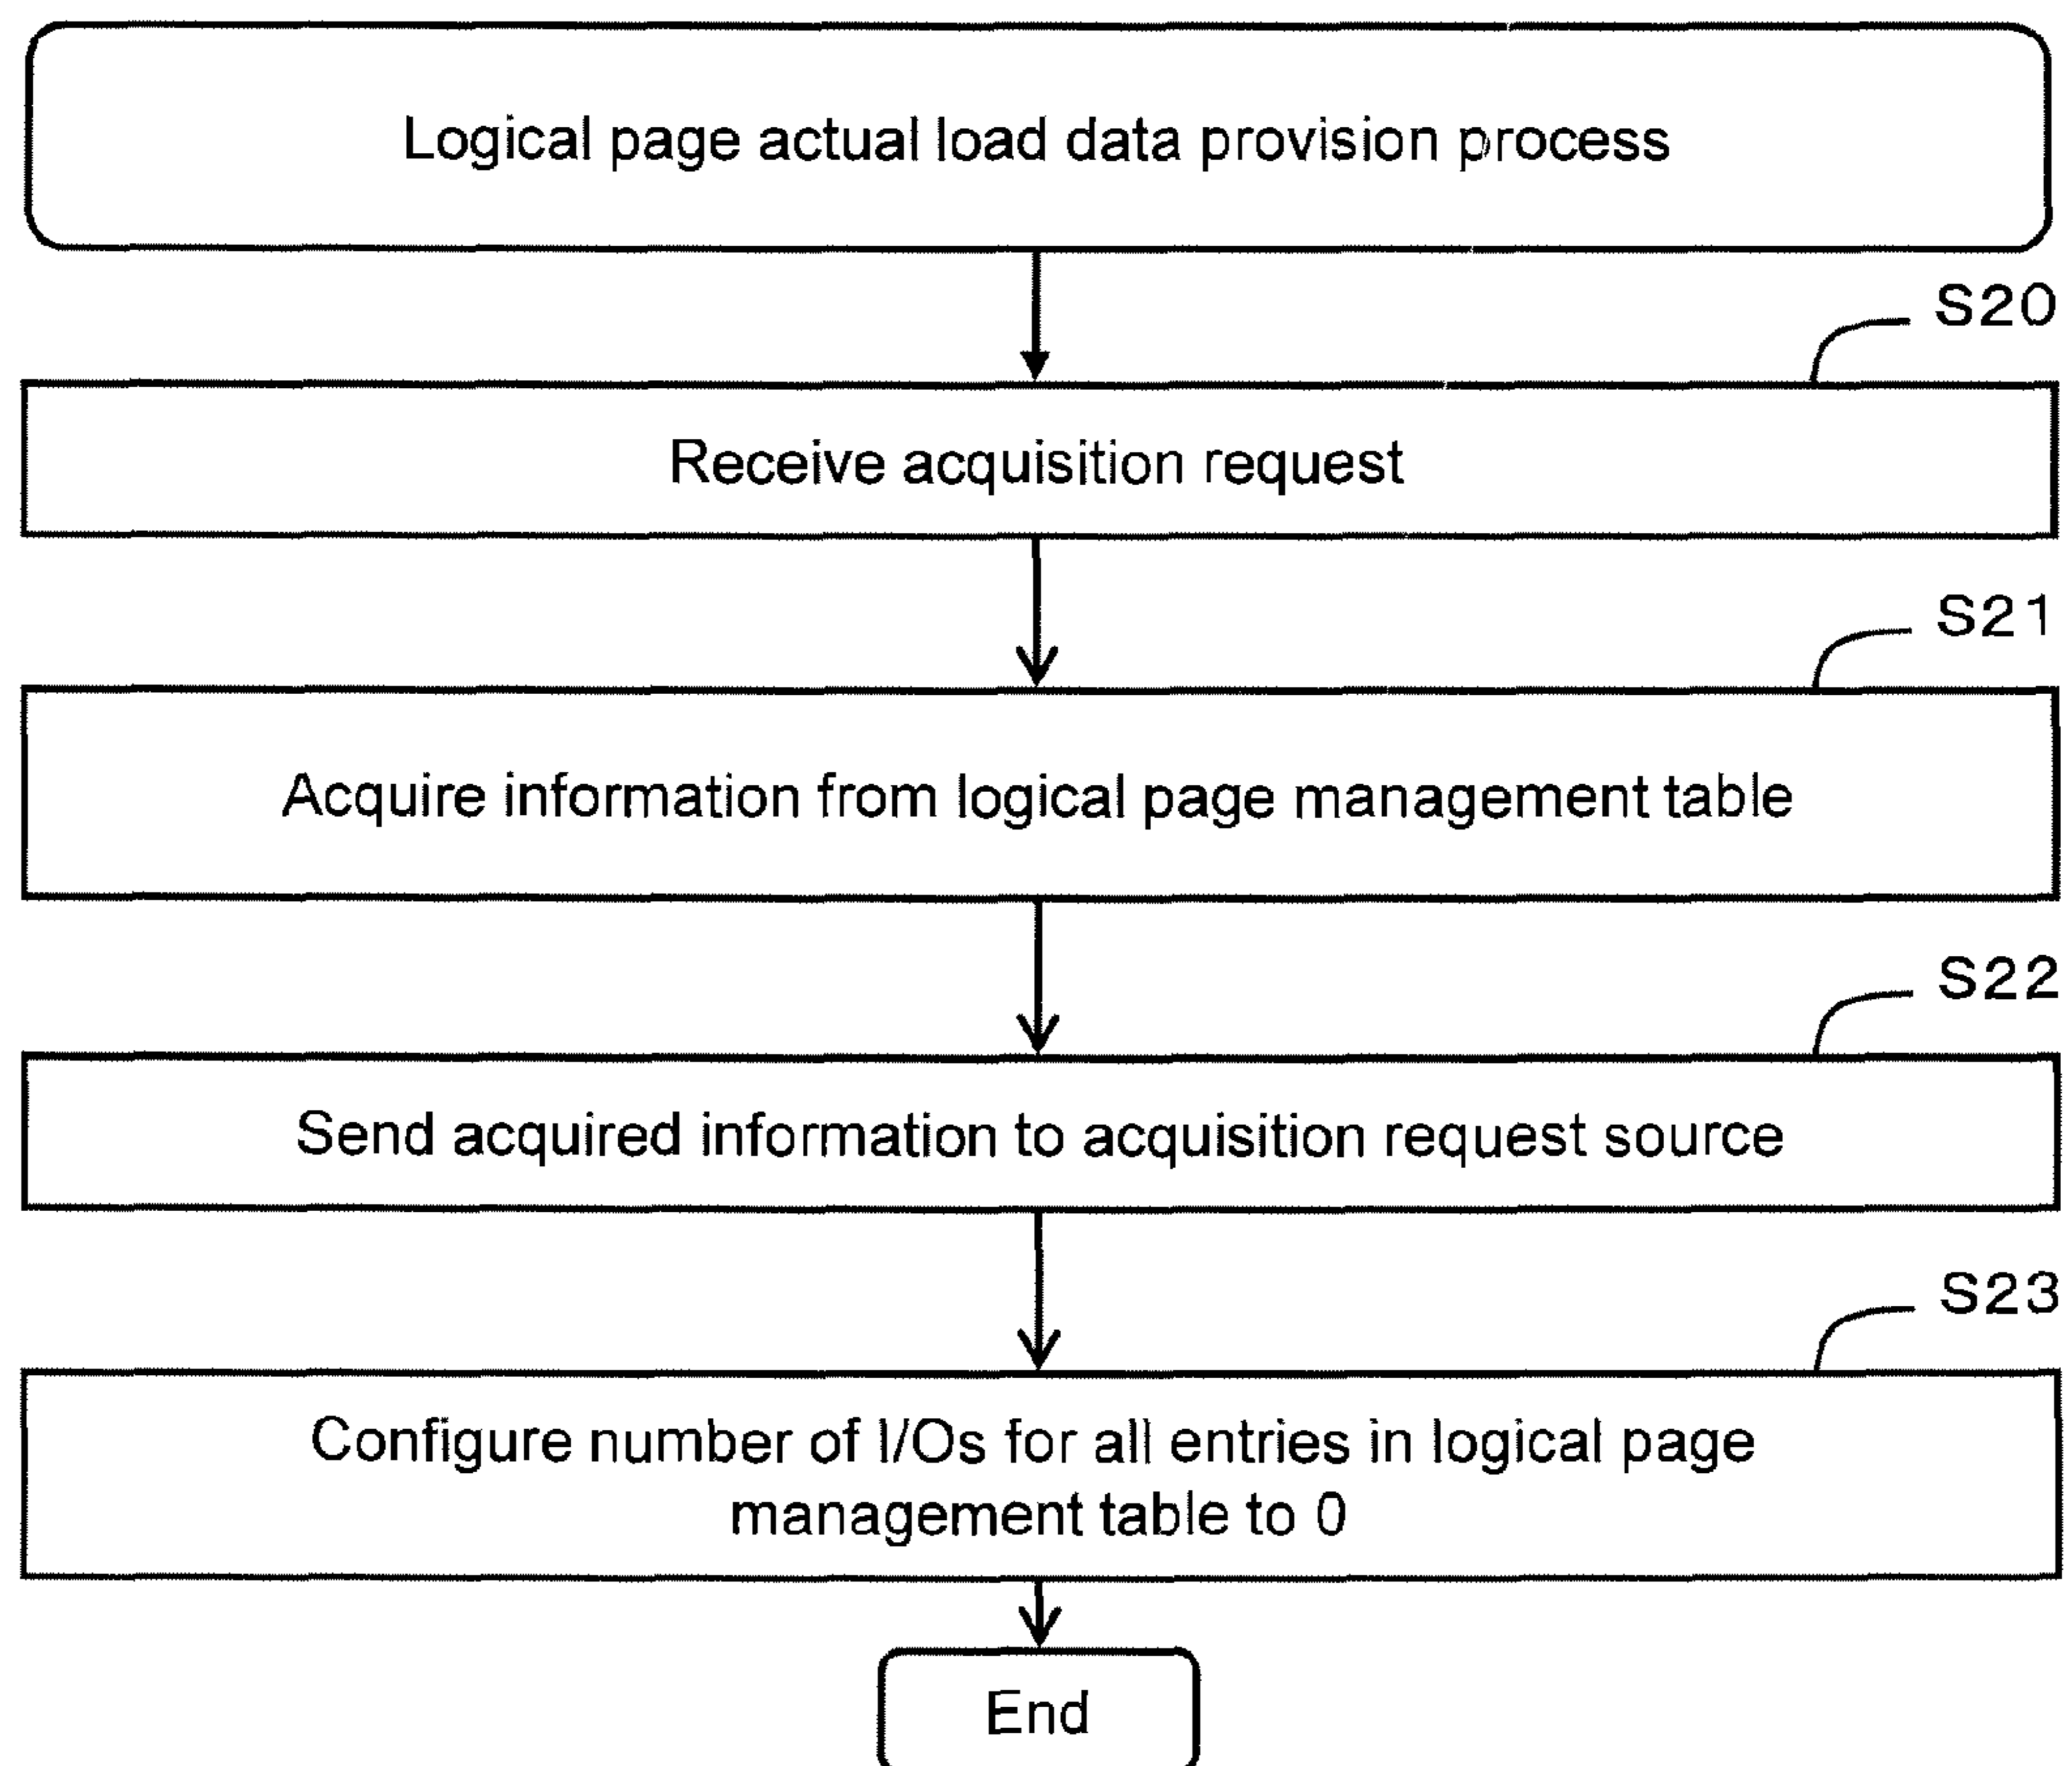 Logical page actual load data provision process
S20
Receive acquisition request
S21
Acquire information from logical page management table
S22
Send acquired information to acquisition request source
S23
Configure number of I/Os for all entries in logical page
management table to 0
End